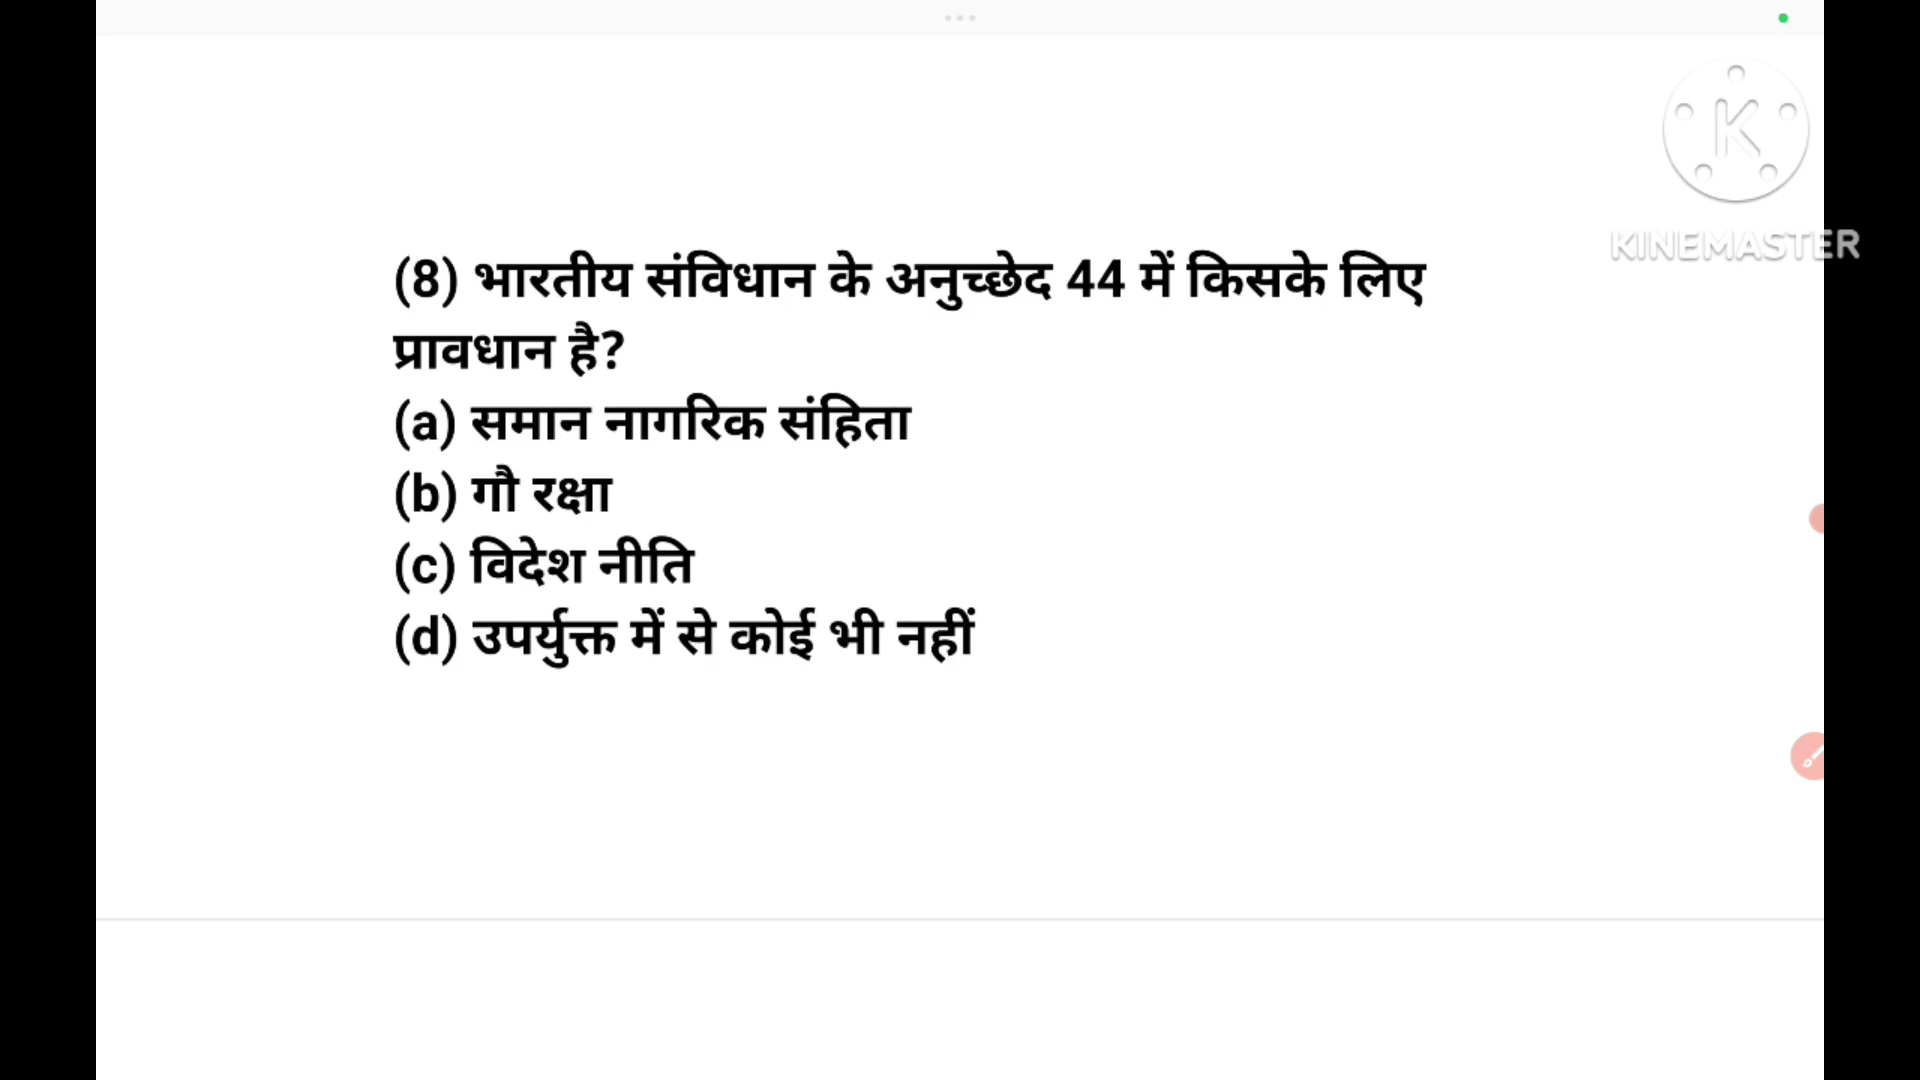 KINEMASTER
(8) भारतीय संविधान के अनुच्छेद 44 में किसके लिए
प्रावधान है?
(a) समान नागरिक संहिता
(b) गौ रक्षा
(c) विदेश नीति
(d) उपर्युक्त में से कोई भी नहीं